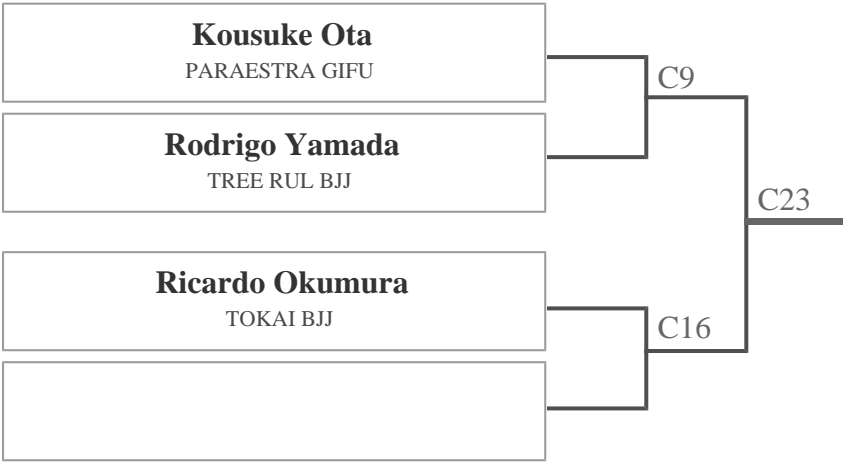 Kousuke Ota
PARAESTRA GIFU
C9
Rodrigo Yamada
TREE RUL BJJ
C23
Ricardo Okumura
TOKAI BJJ
C16